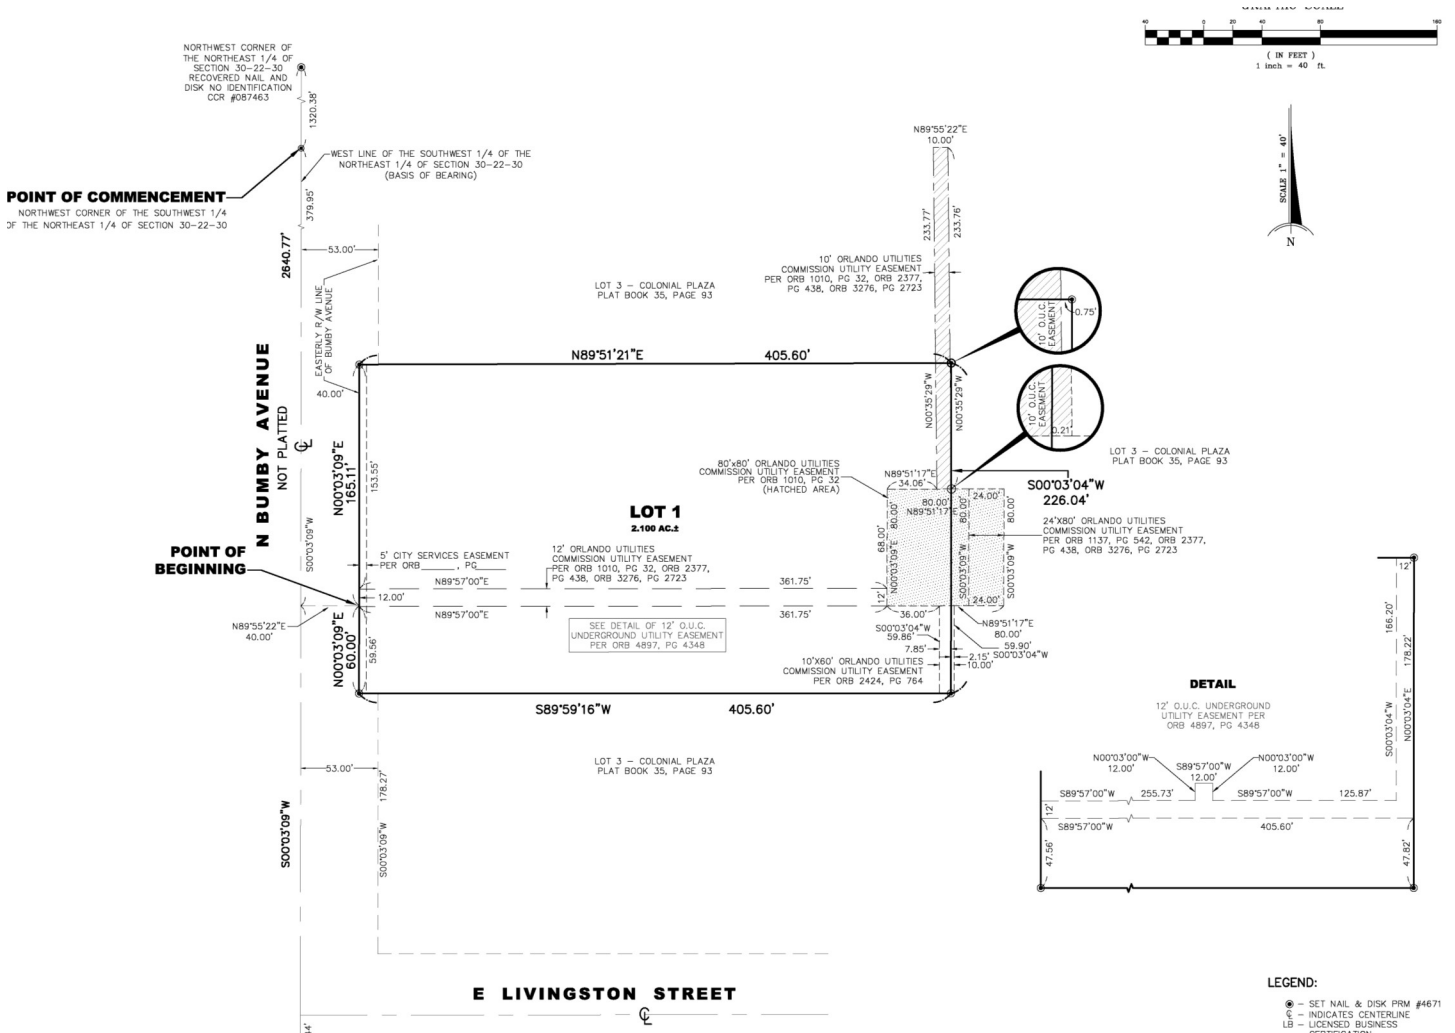 40
0
20
40
80
160
( IN FEET )
1 inch = 40 ft.
SCALE 1" = 40'
N
NORTHWEST CORNER OF
THE NORTHEAST 1/4 OF
SECTION 30-22-30
RECOVERED NAIL AND
DISK NO IDENTIFICATION
CCR #087463
1320.38'
WEST LINE OF THE SOUTHWEST 1/4 OF THE
NORTHEAST 1/4 OF SECTION 30-22-30
(BASIS OF BEARING)
POINT OF COMMENCEMENT
NORTHWEST CORNER OF THE SOUTHWEST 1/4
OF THE NORTHEAST 1/4 OF SECTION 30-22-30
379.95'
2640.77'
53.00'
EASTERLY R/W LINE
OF BUMBY AVENUE
40.00'
N BUMBY AVENUE
NOT PLATTED
LOT 3 - COLONIAL PLAZA
PLAT BOOK 35, PAGE 93
N89°55'22"E
10.00'
233.77'
233.76'
10' ORLANDO UTILITIES
COMMISSION UTILITY EASEMENT
PER ORB 1010, PG 32, ORB 2377,
PG 438, ORB 3276, PG 2723
10' O.U.C.
EASEMENT
0.75'
N89°51'21"E
405.60'
N00°35'29"W
N00°35'29"W
10' O.U.C.
EASEMENT
0.21'
LOT 3 - COLONIAL PLAZA
PLAT BOOK 35, PAGE 93
N00°03'09"E
165.11'
153.55'
80'x80' ORLANDO UTILITIES
COMMISSION UTILITY EASEMENT
PER ORB 1010, PG 32
(HATCHED AREA)
N89°51'17"E
34.06'
80.00'
N89°51'17"E
24.00'
S00°03'04"W
226.04'
LOT 1
2.100 AC.±
80.00'
68.00'
N00°03'09"E
12'
80.00'
S00°03'09"W
80.00'
S00°03'09"W
24'X80' ORLANDO UTILITIES
COMMISSION UTILITY EASEMENT
PER ORB 1137, PG 542, ORB 2377,
PG 438, ORB 3276, PG 2723
S00°03'09"W
POINT OF
BEGINNING
5' CITY SERVICES EASEMENT
PER ORB______, PG______
12' ORLANDO UTILITIES
COMMISSION UTILITY EASEMENT
PER ORB 1010, PG 32, ORB 2377,
PG 438, ORB 3276, PG 2723
N89°57'00"E
361.75'
12.00'
N89°57'00"E
361.75'
36.00'
24.00'
N89°51'17"E
80.00'
N89°55'22"E
40.00'
N00°03'09"E
60.00'
59.56'
SEE DETAIL OF 12' O.U.C.
UNDERGROUND UTILITY EASEMENT
PER ORB 4897, PG 4348
S00°03'04"W
59.86'
7.85'
59.90'
S00°03'04"W
2.15'
10.00'
10'X60' ORLANDO UTILITIES
COMMISSION UTILITY EASEMENT
PER ORB 2424, PG 764
S89°59'16"W
405.60'
53.00'
178.27'
S00°03'09"W
S00°03'09"W
LOT 3 - COLONIAL PLAZA
PLAT BOOK 35, PAGE 93
E LIVINGSTON STREET
12'
166.20'
178.22'
S00°03'04"W
N00°03'04"E
DETAIL
12' O.U.C. UNDERGROUND
UTILITY EASEMENT PER
ORB 4897, PG 4348
N00°03'00"W
12.00'
S89°57'00"W
12.00'
N00°03'00"W
12.00'
S89°57'00"W
255.73'
S89°57'00"W
125.87'
12'
S89°57'00"W
405.60'
47.56'
47.82'
LEGEND:
- SET NAIL & DISK PRM #4671
- INDICATES CENTERLINE
LB - LICENSED BUSINESS